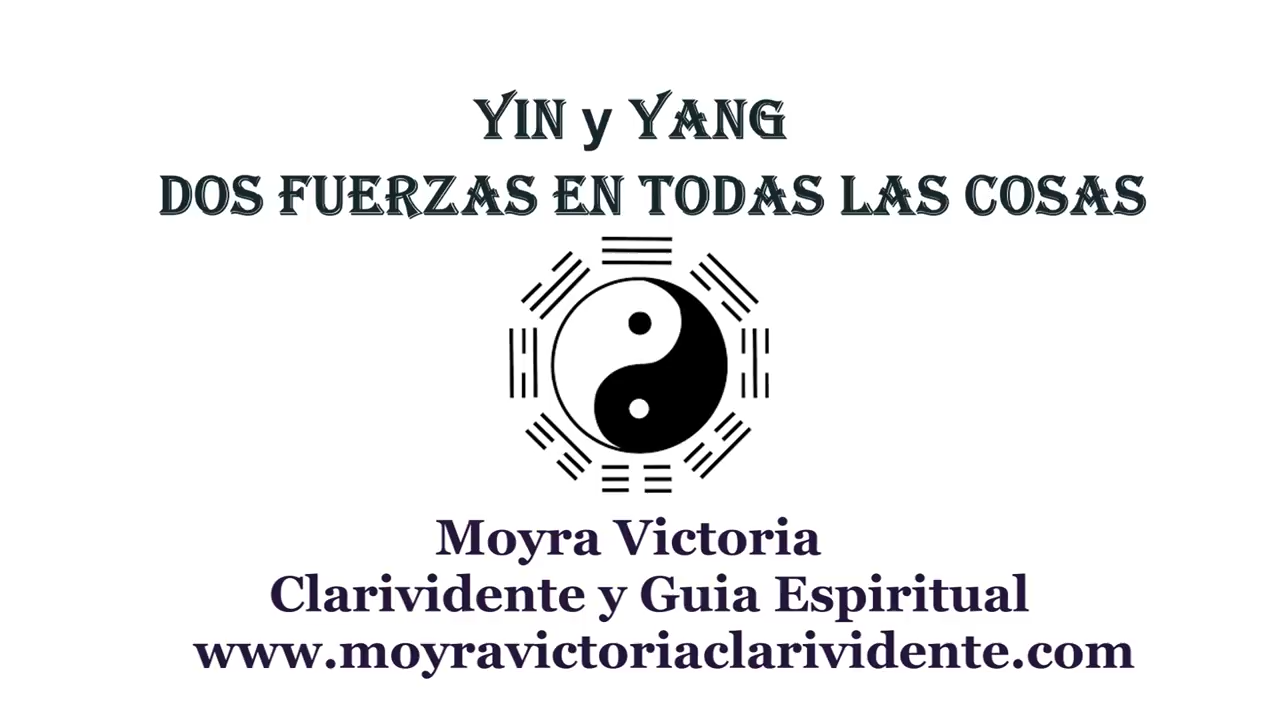 YIN y YANG
DOS FUERZAS EN TODAS LAS COSAS
Moyra Victoria
Clarividente y Guia Espiritual
www.moyravictoriaclarividente.com